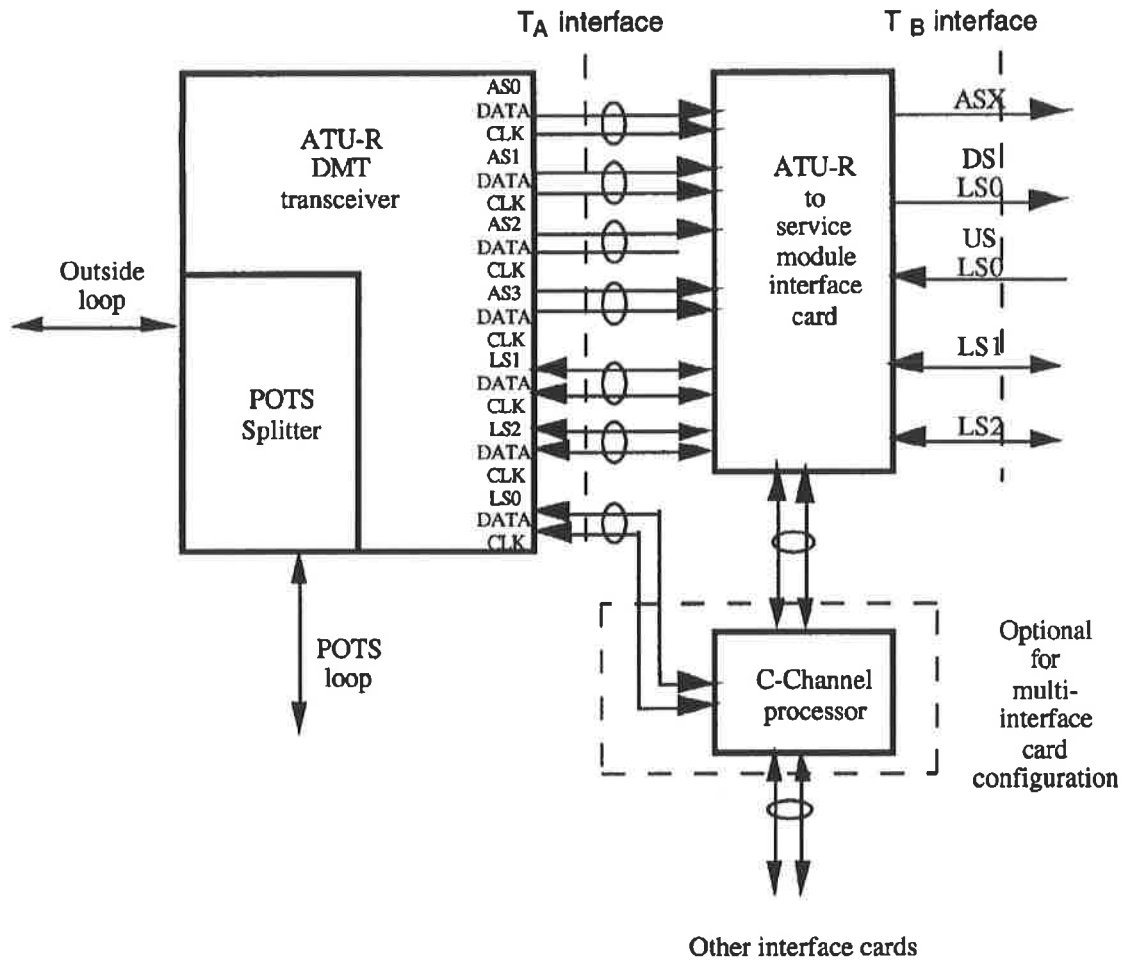 TA interface
T B interface
ATU-R
DMT
transceiver
AS0
DATA
CLK
AS1
DATA
CLK
AS2
DATA
CLK
AS3
DATA
CLK
LS1
DATA
CLK
LS2
DATA
CLK
LS0
DATA
CLK
Outside
loop
POTS
Splitter
POTS
loop
ATU-R
to
service
module
interface
card
ASX
DS
LS0
US
LS0
LS1
LS2
C-Channel
processor
Optional
for
multi-
interface
card
configuration
Other interface cards